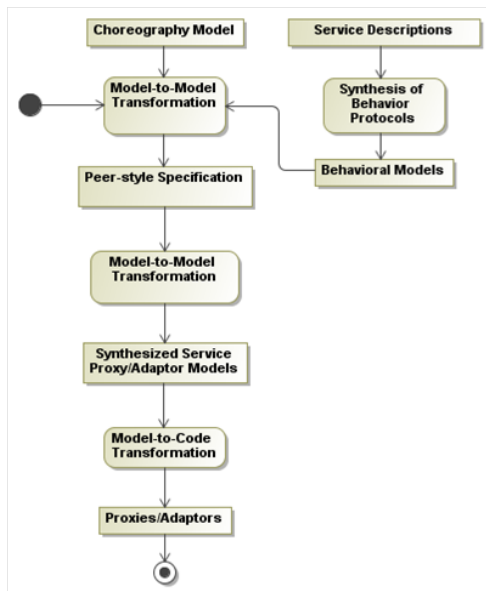 Choreography Model
Service Descriptions
Model-to-Model
Transformation
Synthesis of
Behavior
Protocols
Peer-style Specification
Behavioral Models
Model-to-Model
Transformation
Synthesized Service
Proxy/Adaptor Models
Model-to-Code
Transformation
Proxies/Adaptors